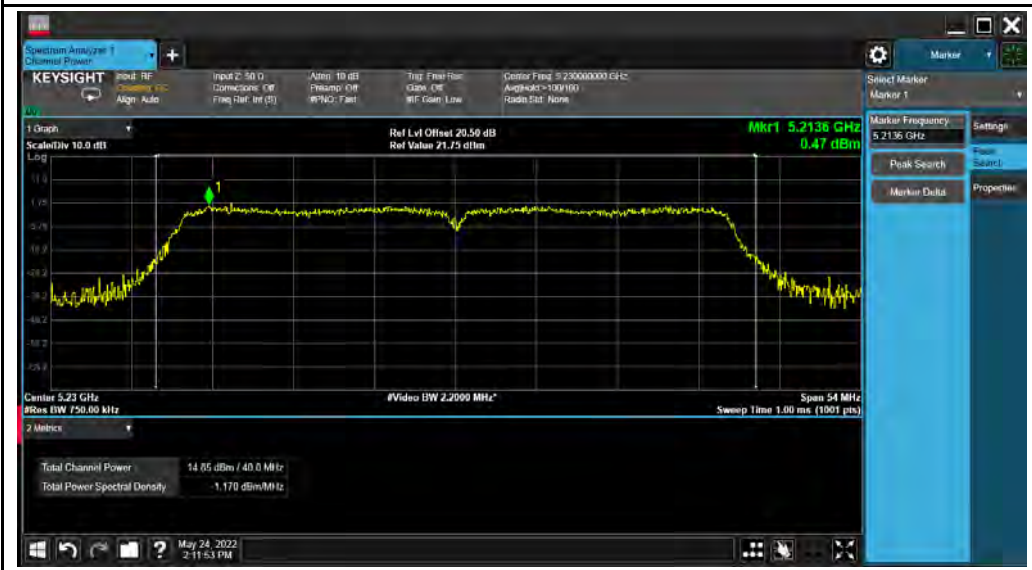 Spectrum Analyzer 1
Channel Power
+
Marker
KEYSIGHT
Input: RF
Align: Auto
Input Z: 50 Ω
Corrections: Off
Freq Ref: Int (S)
Atten: 10 dB
Preamp: Off
#PNO: Fast
Trig: Free Run
Gate: Off
#IF Gain: Low
Center Freq: 5.230000000 GHz
Avg|Hold:>100/100
Radio Std: None
Select Marker
Marker 1
1 Graph
Scale/Div 10.0 dB
Log
Ref Lvl Offset 20.50 dB
Ref Value 21.75 dBm
Mkr1 5.2136 GHz
0.47 dBm
Marker Frequency
5.2136 GHz
Settings
Peak Search
Peak Search
Marker Delta
Properties
1.75
1
Center 5.23 GHz
#Res BW 750.00 kHz
#Video BW 2.2000 MHz*
Span 54 MHz
Sweep Time 1.00 ms (1001 pts)
2 Metrics
Total Channel Power 14.85 dBm / 40.0 MHz
Total Power Spectral Density -1.170 dBm/MHz
?
May 24, 2022
2:11:53 PM